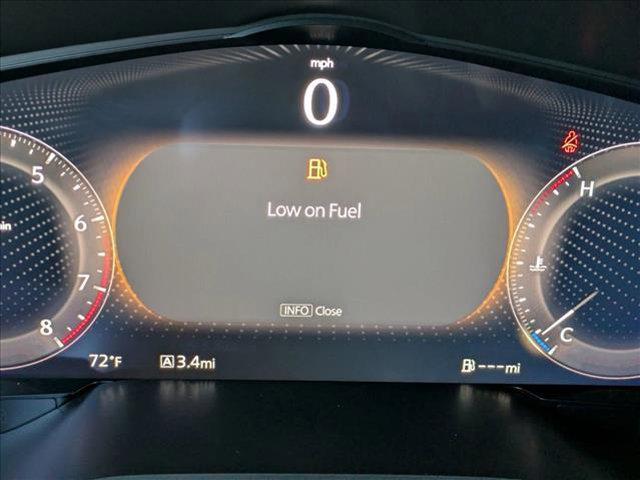 mph
0
Low on Fuel
INFO Close
5
6
7
8
H
C
72°F
A 3.4mi
---mi